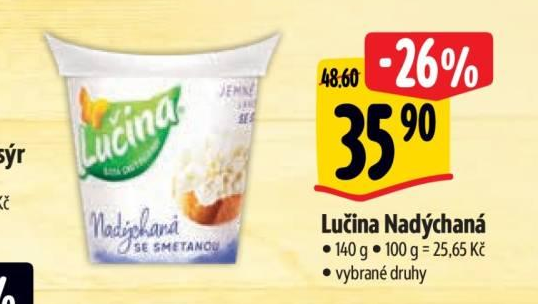 sýr
Kč
%
JEMNĚ
Lučina
Nadýchaná
SE SMETANOU
48.60
-26%
35 90
Lučina Nadýchaná
• 140 g • 100 g = 25,65 Kč
• vybrané druhy